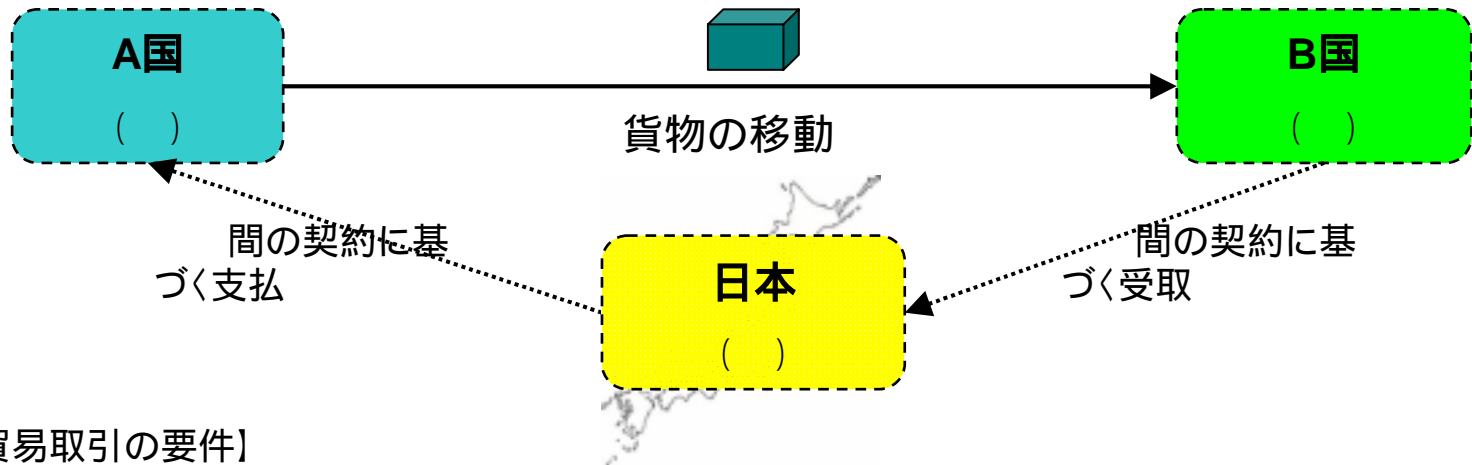 A国
(　)
B国
(　)
貨物の移動
間の契約に基
づく支払
間の契約に基
づく受取
日本
(　)
貿易取引の要件】